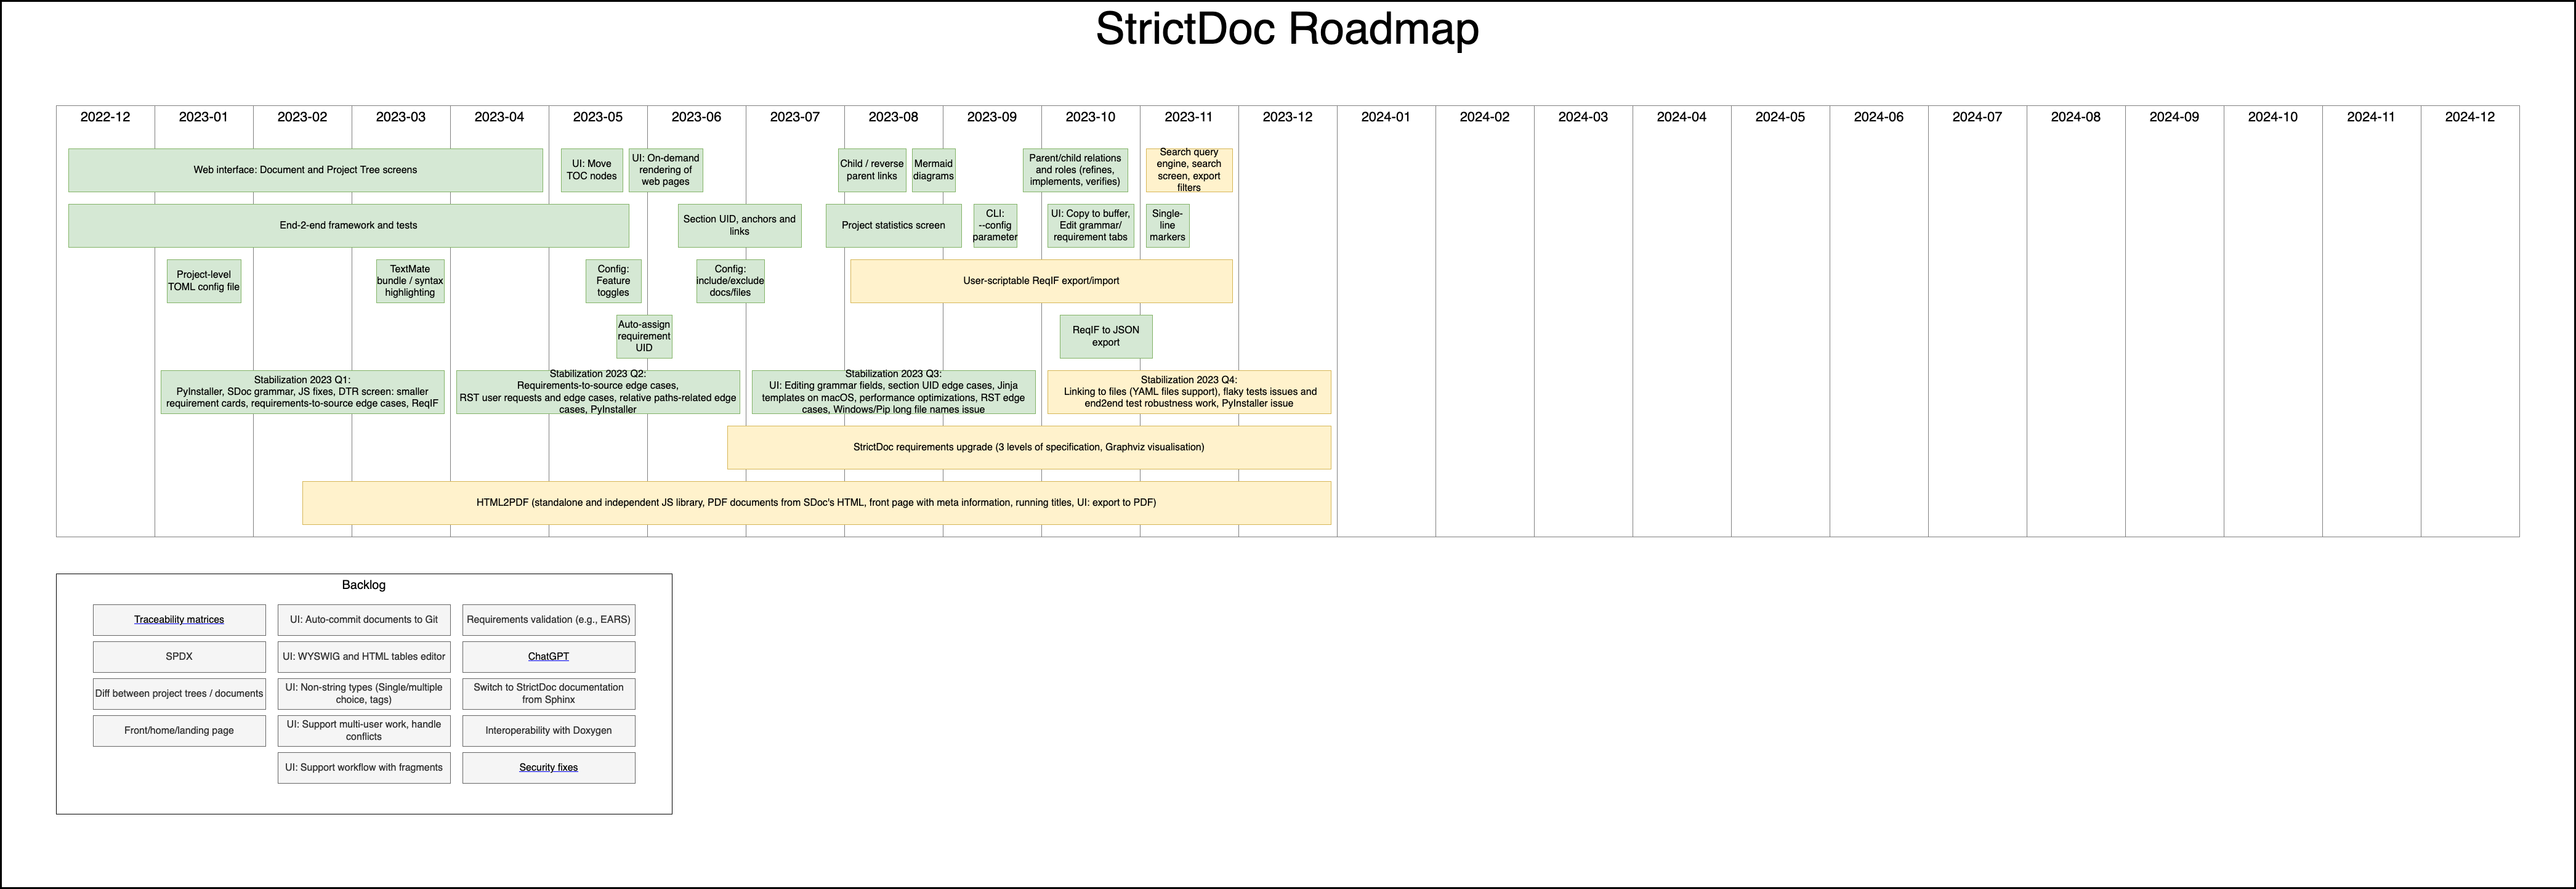 StrictDoc Roadmap
2022-12
2023-01
2023-02
2023-03
2023-04
2023-05
2023-06
2023-07
2023-08
2023-09
2023-10
2023-11
2023-12
2024-01
2024-02
2024-03
2024-04
2024-05
2024-06
2024-07
2024-08
2024-09
2024-10
2024-11
2024-12
Web interface: Document and Project Tree screens
UI: Move
TOC nodes
UI: On-demand
rendering of
web pages
Child / reverse
parent links
Mermaid
diagrams
Parent/child relations
and roles (refines,
implements, verifies)
Search query
engine, search
screen, export
filters
End-2-end framework and tests
Section UID, anchors and
links
Project statistics screen
CLI:
--config
parameter
UI: Copy to buffer,
Edit grammar/
requirement tabs
Single-
line
markers
Project-level
TOML config file
TextMate
bundle / syntax
highlighting
Config:
Feature
toggles
Config:
include/exclude
docs/files
User-scriptable ReqIF export/import
Auto-assign
requirement
UID
ReqIF to JSON
export
Stabilization 2023 Q1:
PyInstaller, SDoc grammar, JS fixes, DTR screen: smaller
requirement cards, requirements-to-source edge cases, ReqIF
Stabilization 2023 Q2:
Requirements-to-source edge cases,
RST user requests and edge cases, relative paths-related edge
cases, PyInstaller
Stabilization 2023 Q3:
UI: Editing grammar fields, section UID edge cases, Jinja
templates on macOS, performance optimizations, RST edge
cases, Windows/Pip long file names issue
Stabilization 2023 Q4:
Linking to files (YAML files support), flaky tests issues and
end2end test robustness work, PyInstaller issue
StrictDoc requirements upgrade (3 levels of specification, Graphviz visualisation)
HTML2PDF (standalone and independent JS library, PDF documents from SDoc's HTML, front page with meta information, running titles, UI: export to PDF)
Backlog
Traceability matrices
UI: Auto-commit documents to Git
Requirements validation (e.g., EARS)
SPDX
UI: WYSWIG and HTML tables editor
ChatGPT
Diff between project trees / documents
UI: Non-string types (Single/multiple
choice, tags)
Switch to StrictDoc documentation
from Sphinx
Front/home/landing page
UI: Support multi-user work, handle
conflicts
Interoperability with Doxygen
UI: Support workflow with fragments
Security fixes